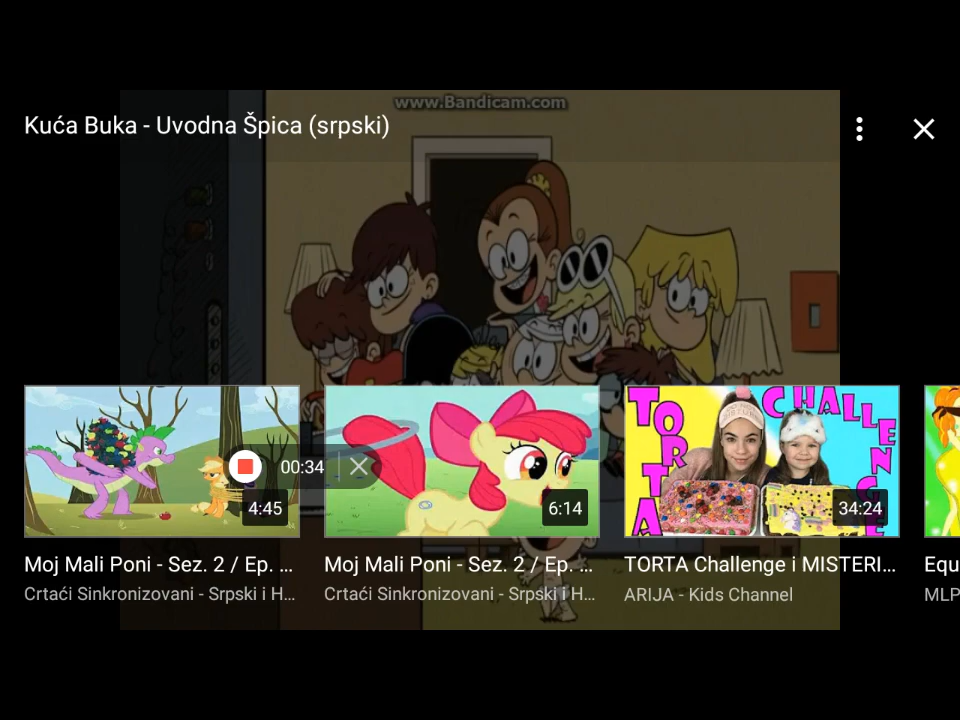 www.Bandicam.com
Kuća Buka - Uvodna Špica (srpski)
TORTA
CHALLENGE
00:34
4:45
6:14
34:24
Moj Mali Poni - Sez. 2 / Ep. ...
Moj Mali Poni - Sez. 2 / Ep. ...
TORTA Challenge i MISTERI...
Equ
Crtaći Sinkronizovani - Srpski i H...
Crtaći Sinkronizovani - Srpski i H...
ARIJA - Kids Channel
MLP